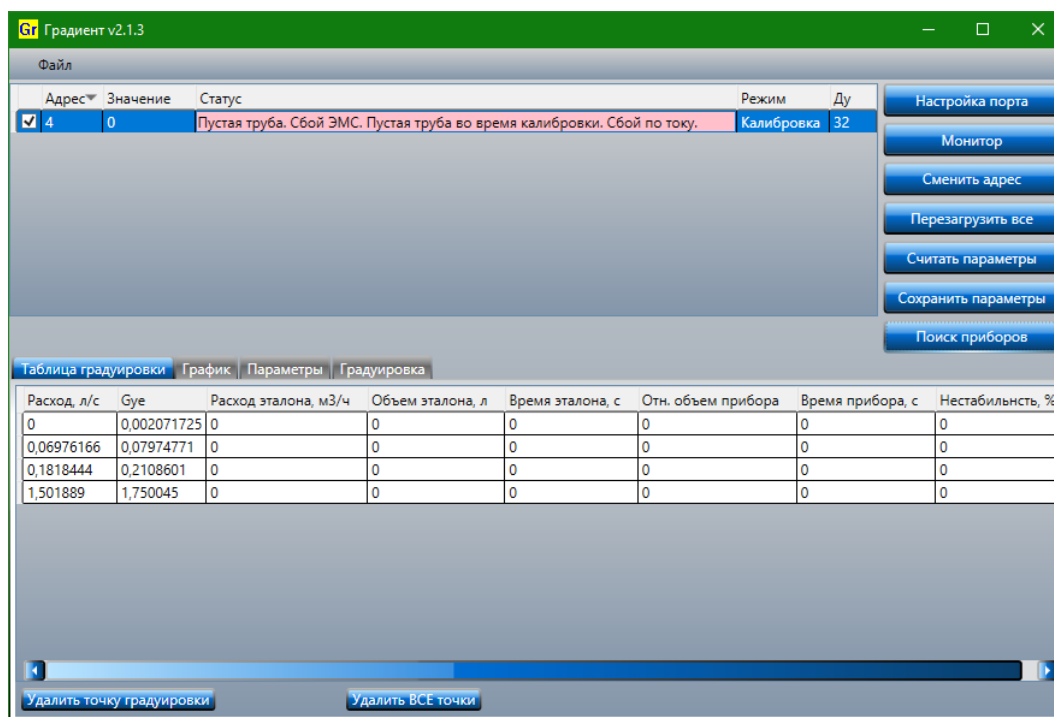 Gr Градиент v2.1.3
Файл
Адрес Значение Статус Режим Ду
4 0 Пустая труба. Сбой ЭМС. Пустая труба во время калибровки. Сбой по току. Калибровка 32
Настройка порта
Монитор
Сменить адрес
Перезагрузить все
Считать параметры
Сохранить параметры
Поиск приборов
Таблица градуировки График Параметры Градуировка
Расход, л/с Gye Расход эталона, м3/ч Объем эталона, л Время эталона, с Отн. объем прибора Время прибора, с Нестабильнсть, %
0 0,002071725 0 0 0 0 0 0
0,06976166 0,07974771 0 0 0 0 0 0
0,1818444 0,2108601 0 0 0 0 0 0
1,501889 1,750045 0 0 0 0 0 0
Удалить точку градуировки Удалить ВСЕ точки